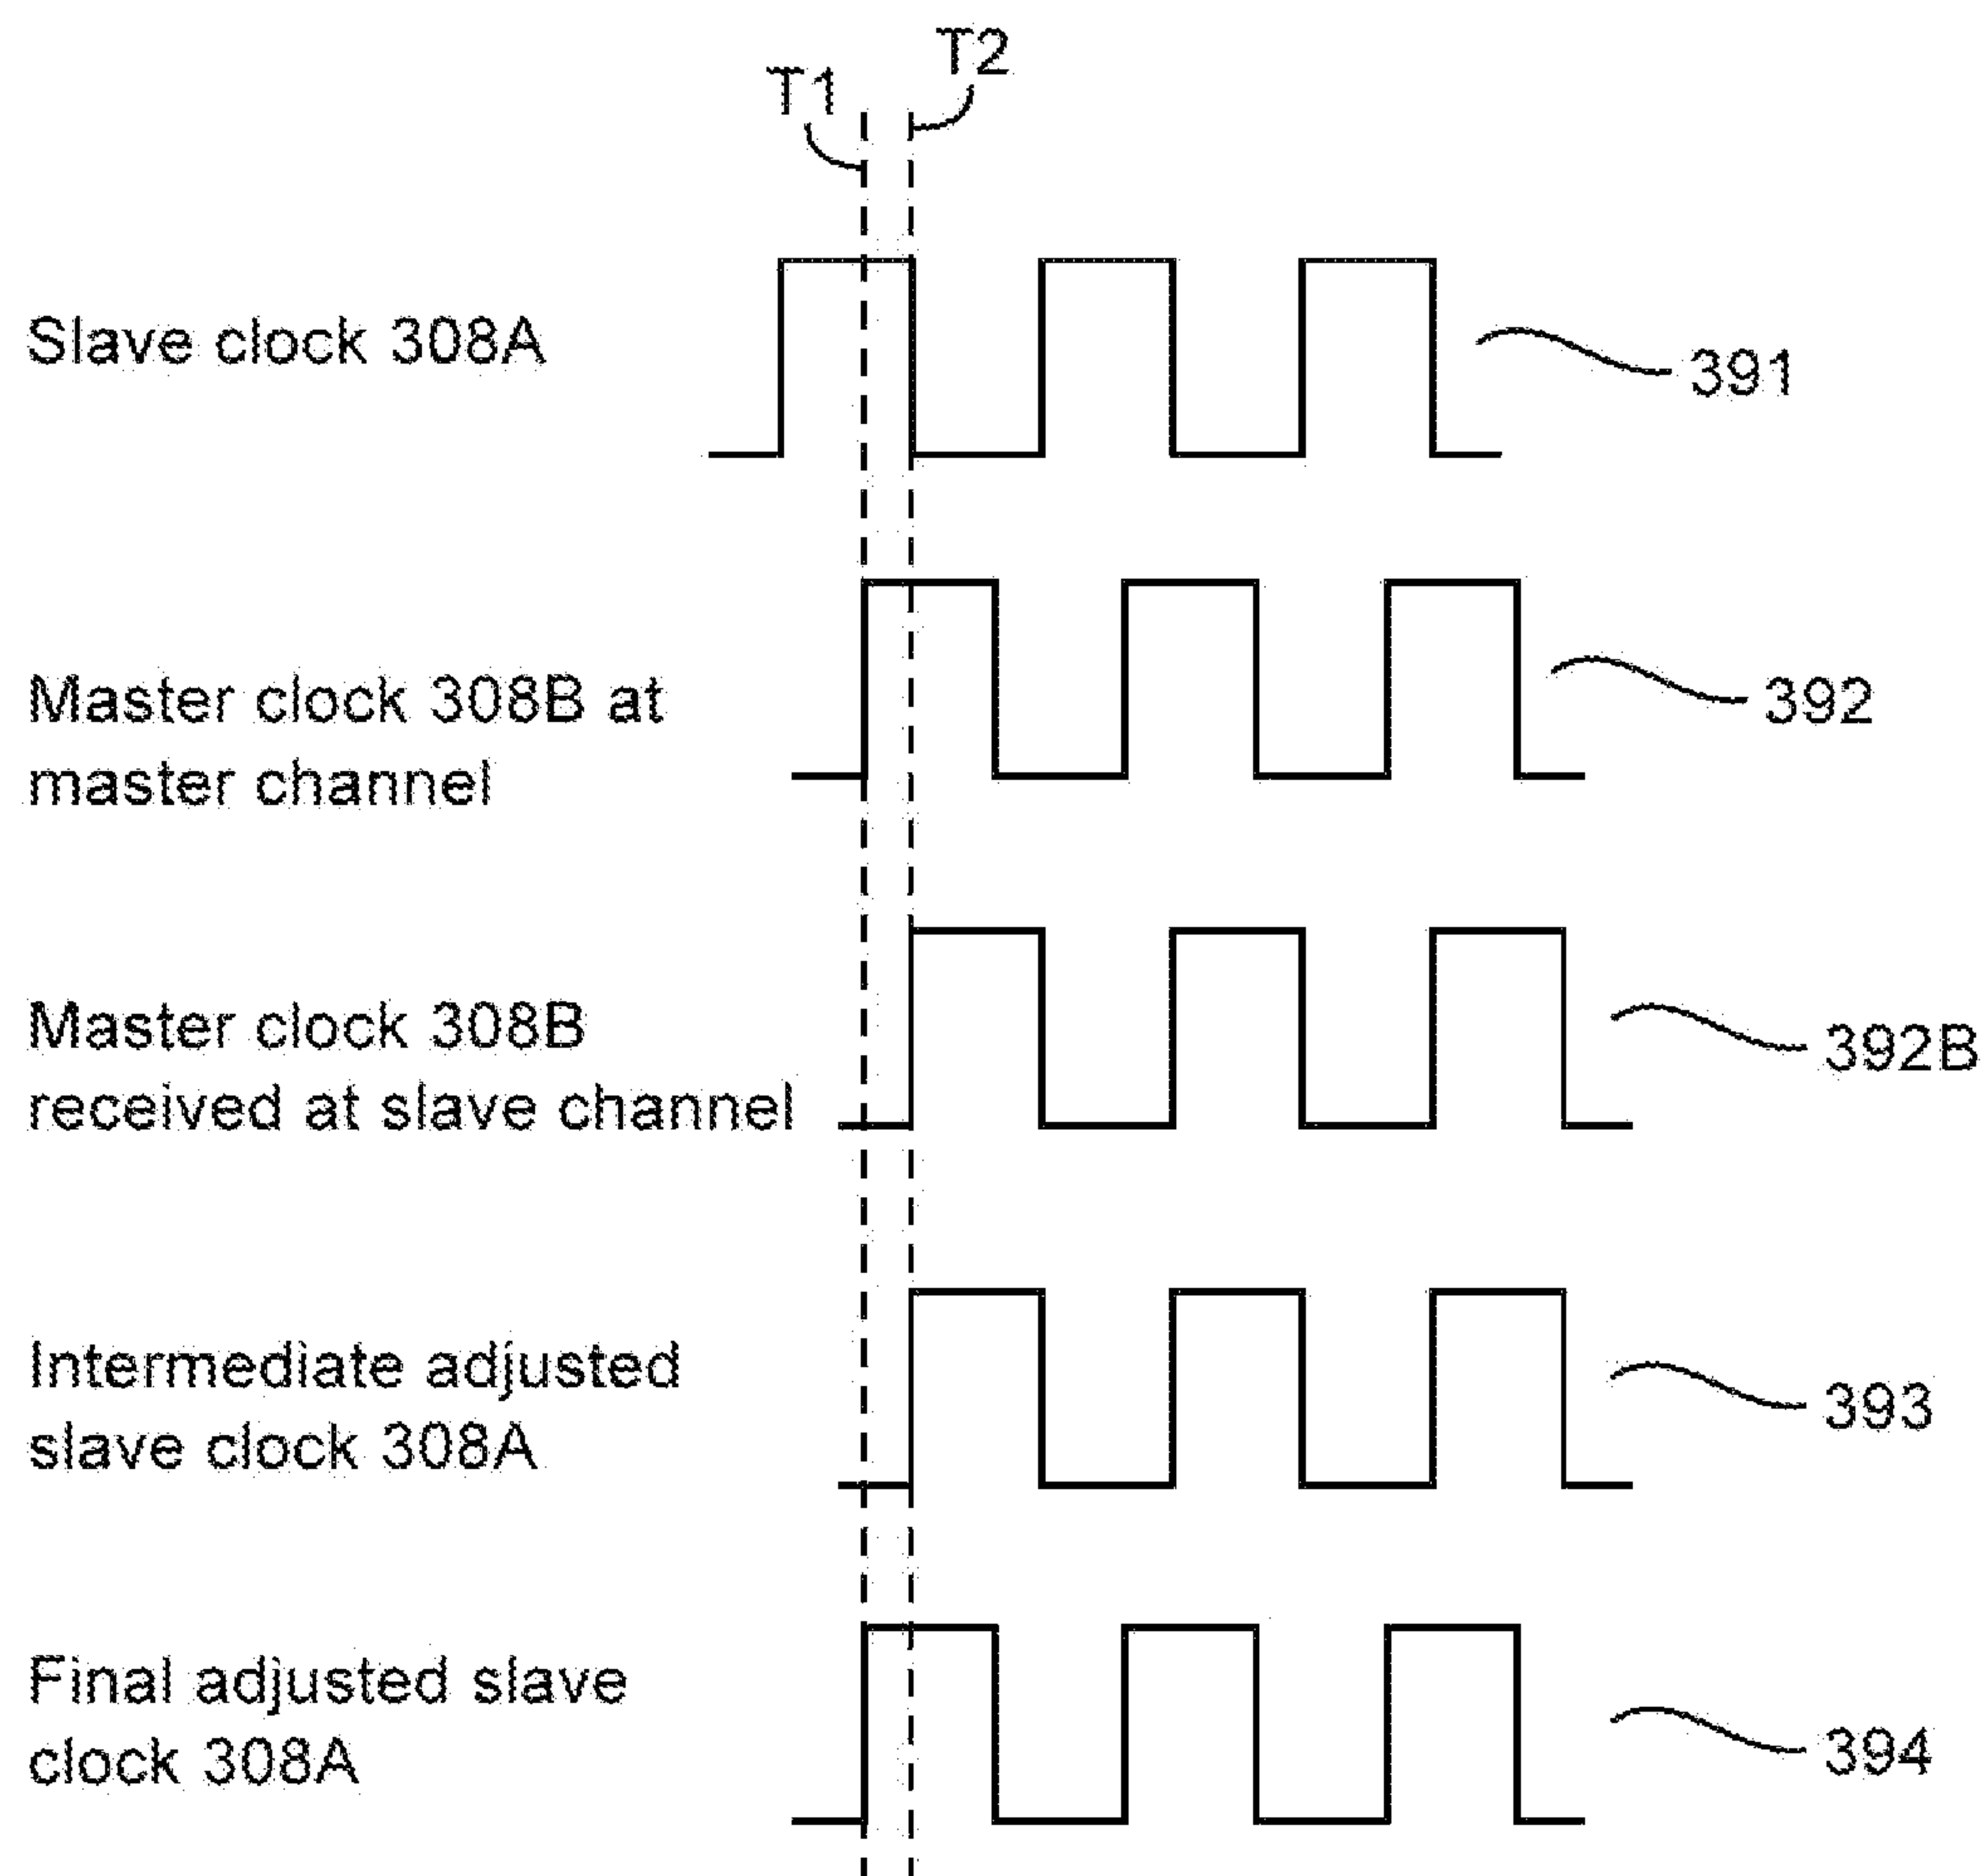 T1
T2
Slave clock 308A
391
Master clock 308B at
master channel
392
Master clock 308B
received at slave channel
392B
Intermediate adjusted
slave clock 308A
393
Final adjusted slave
clock 308A
394